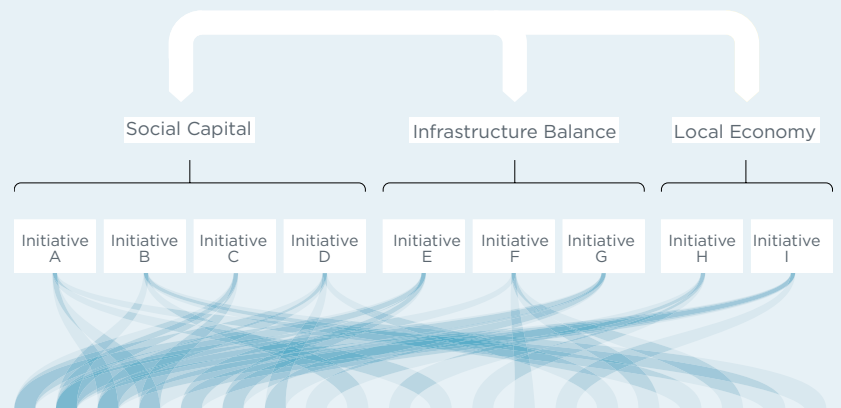 Social Capital
Infrastructure Balance
Local Economy
Initiative
A
Initiative
B
Initiative
C
Initiative
D
Initiative
E
Initiative
F
Initiative
G
Initiative
H
Initiative
I